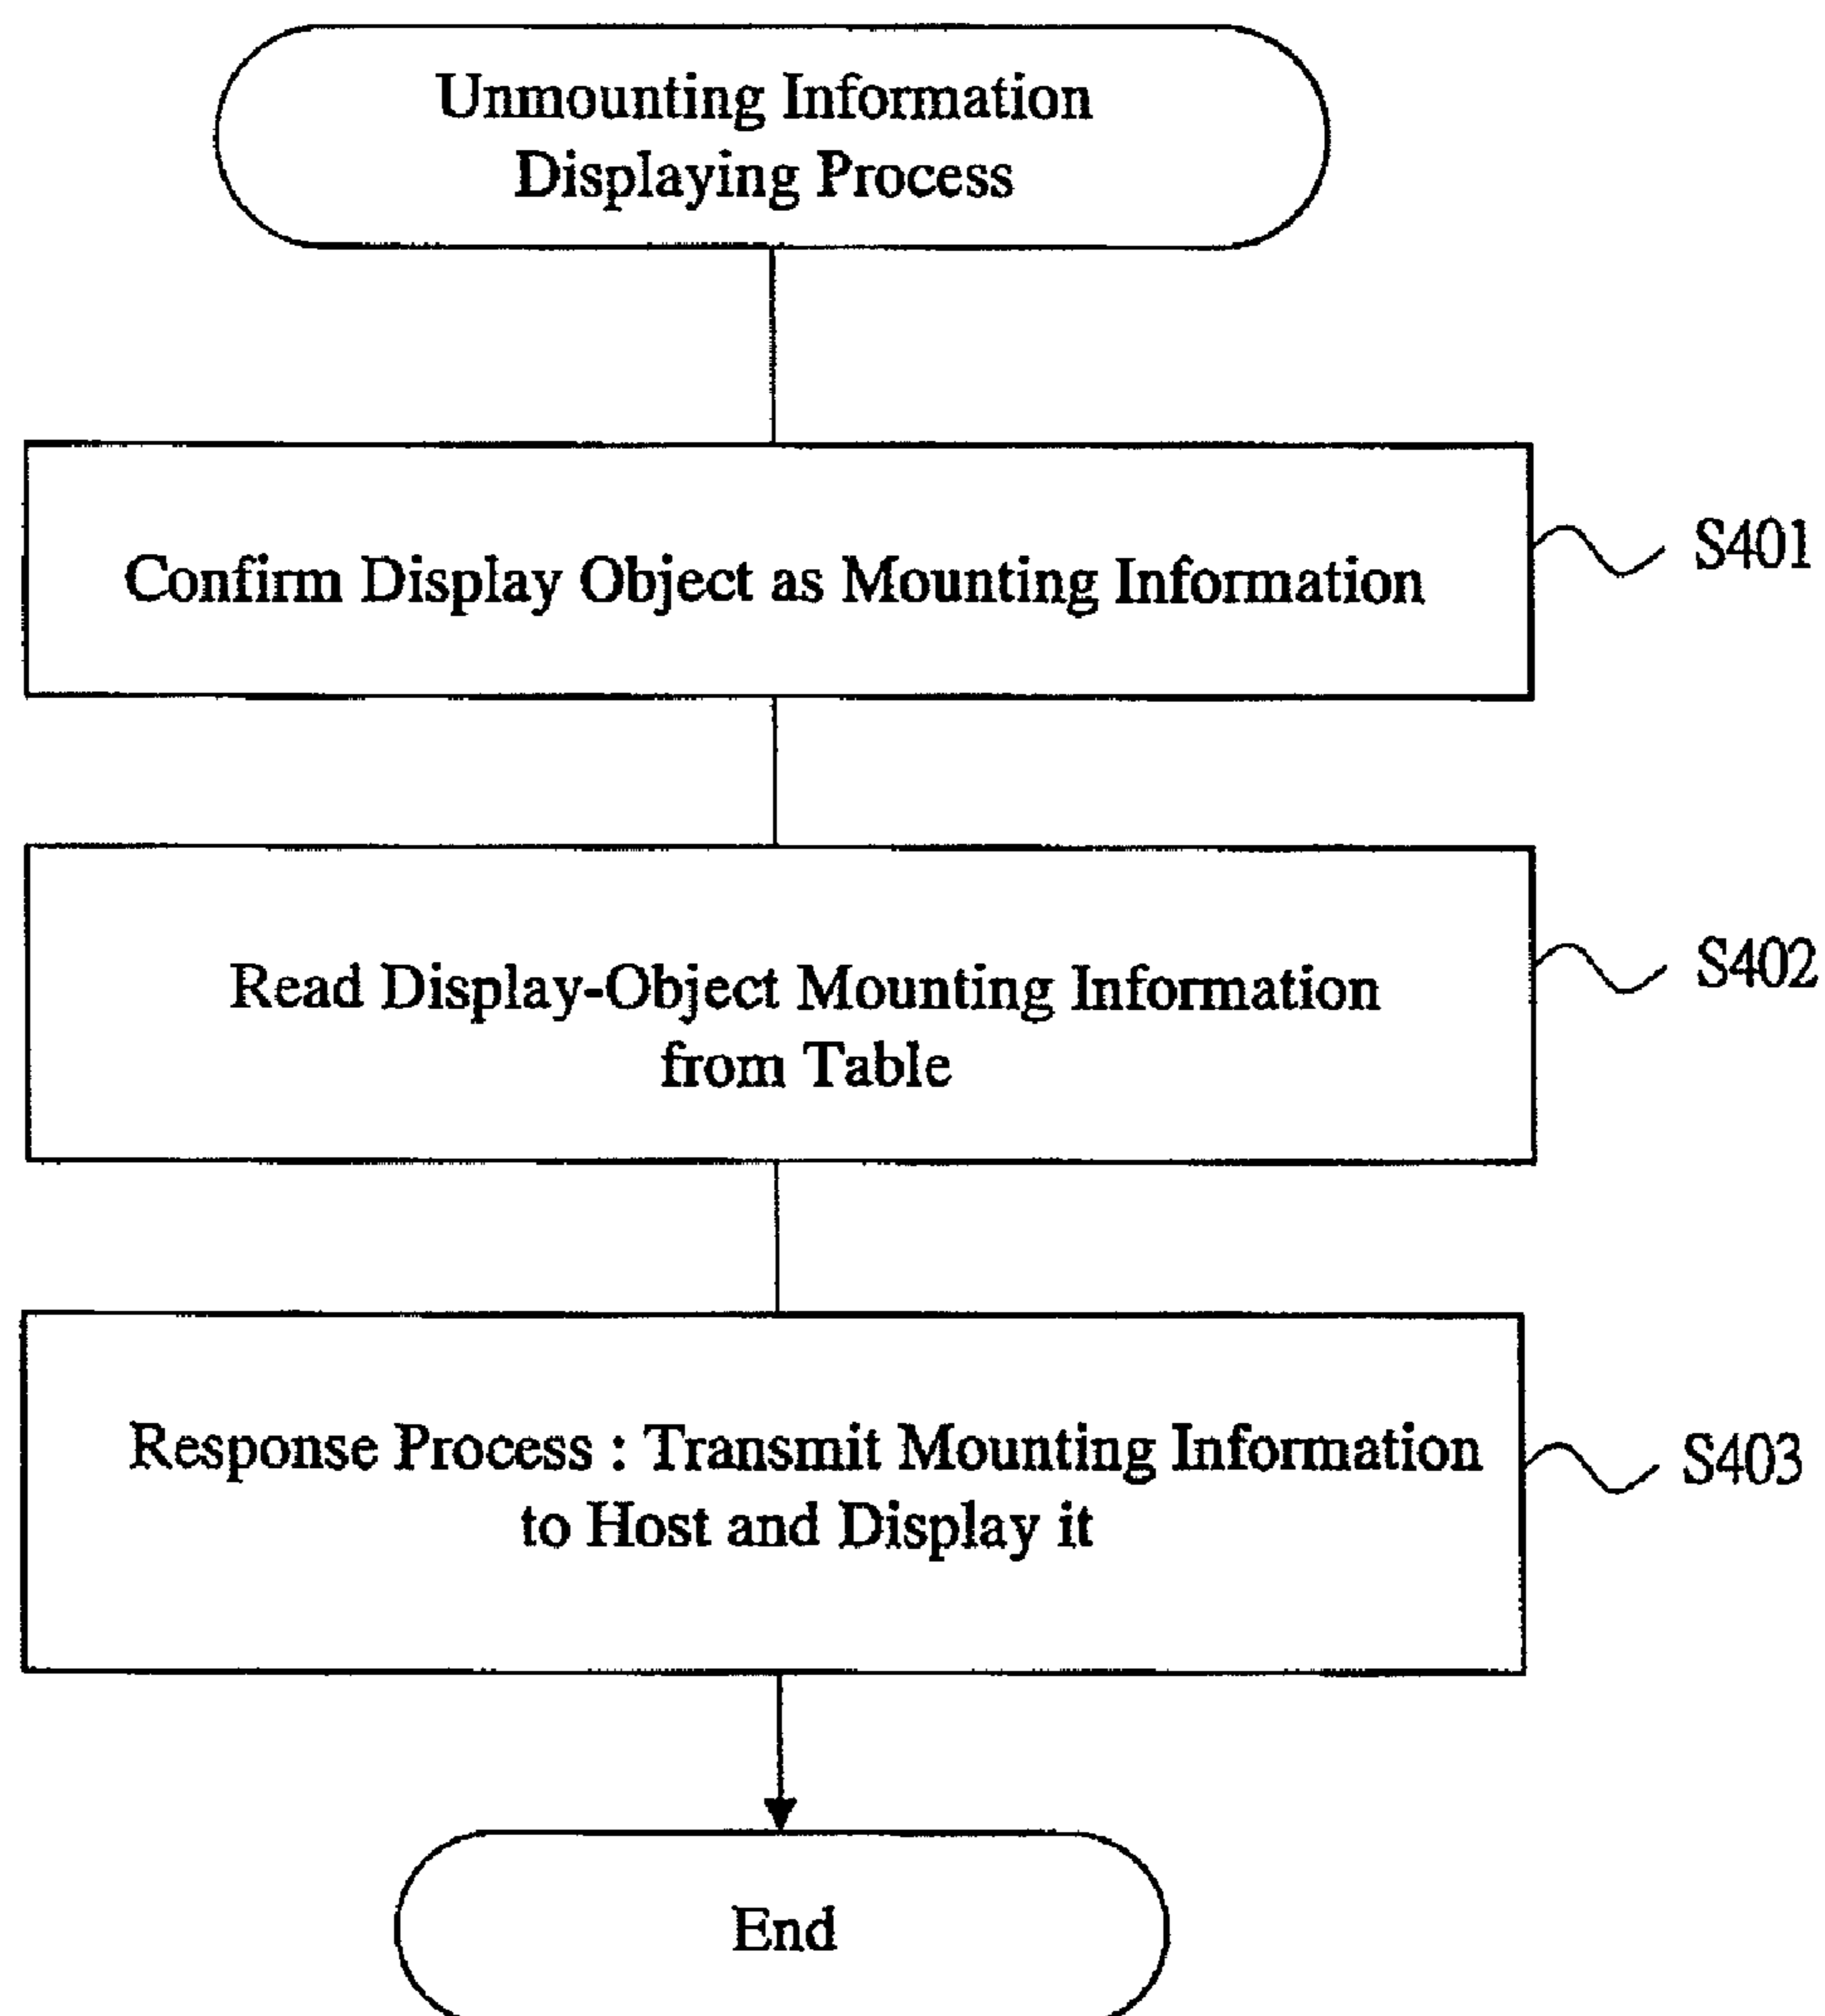 Unmounting Information
Displaying Process
Confirm Display Object as Mounting Information
S401
Read Display-Object Mounting Information
from Table
S402
Response Process : Transmit Mounting Information
to Host and Display it
S403
End